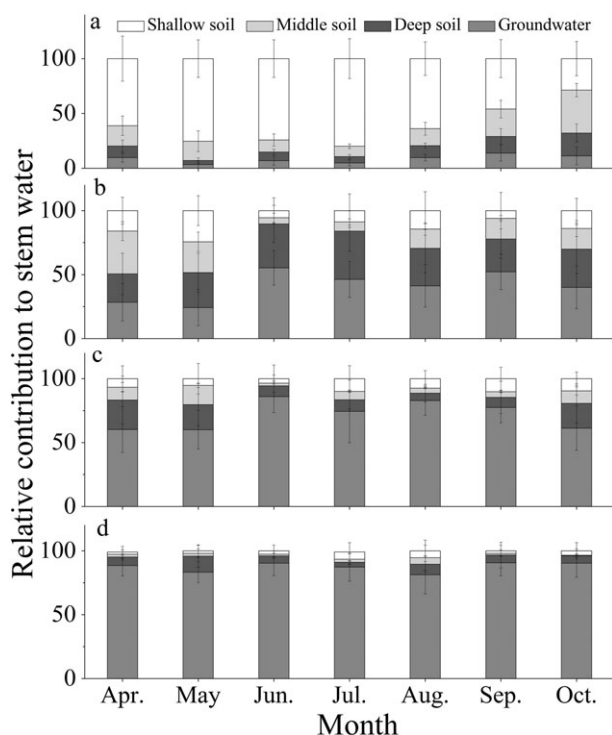 a
Shallow soil Middle soil Deep soil Groundwater
100
50
0
b
100
50
0
c
100
50
0
d
100
50
0
Relative contribution to stem water
Apr. May Jun. Jul. Aug. Sep. Oct.
Month